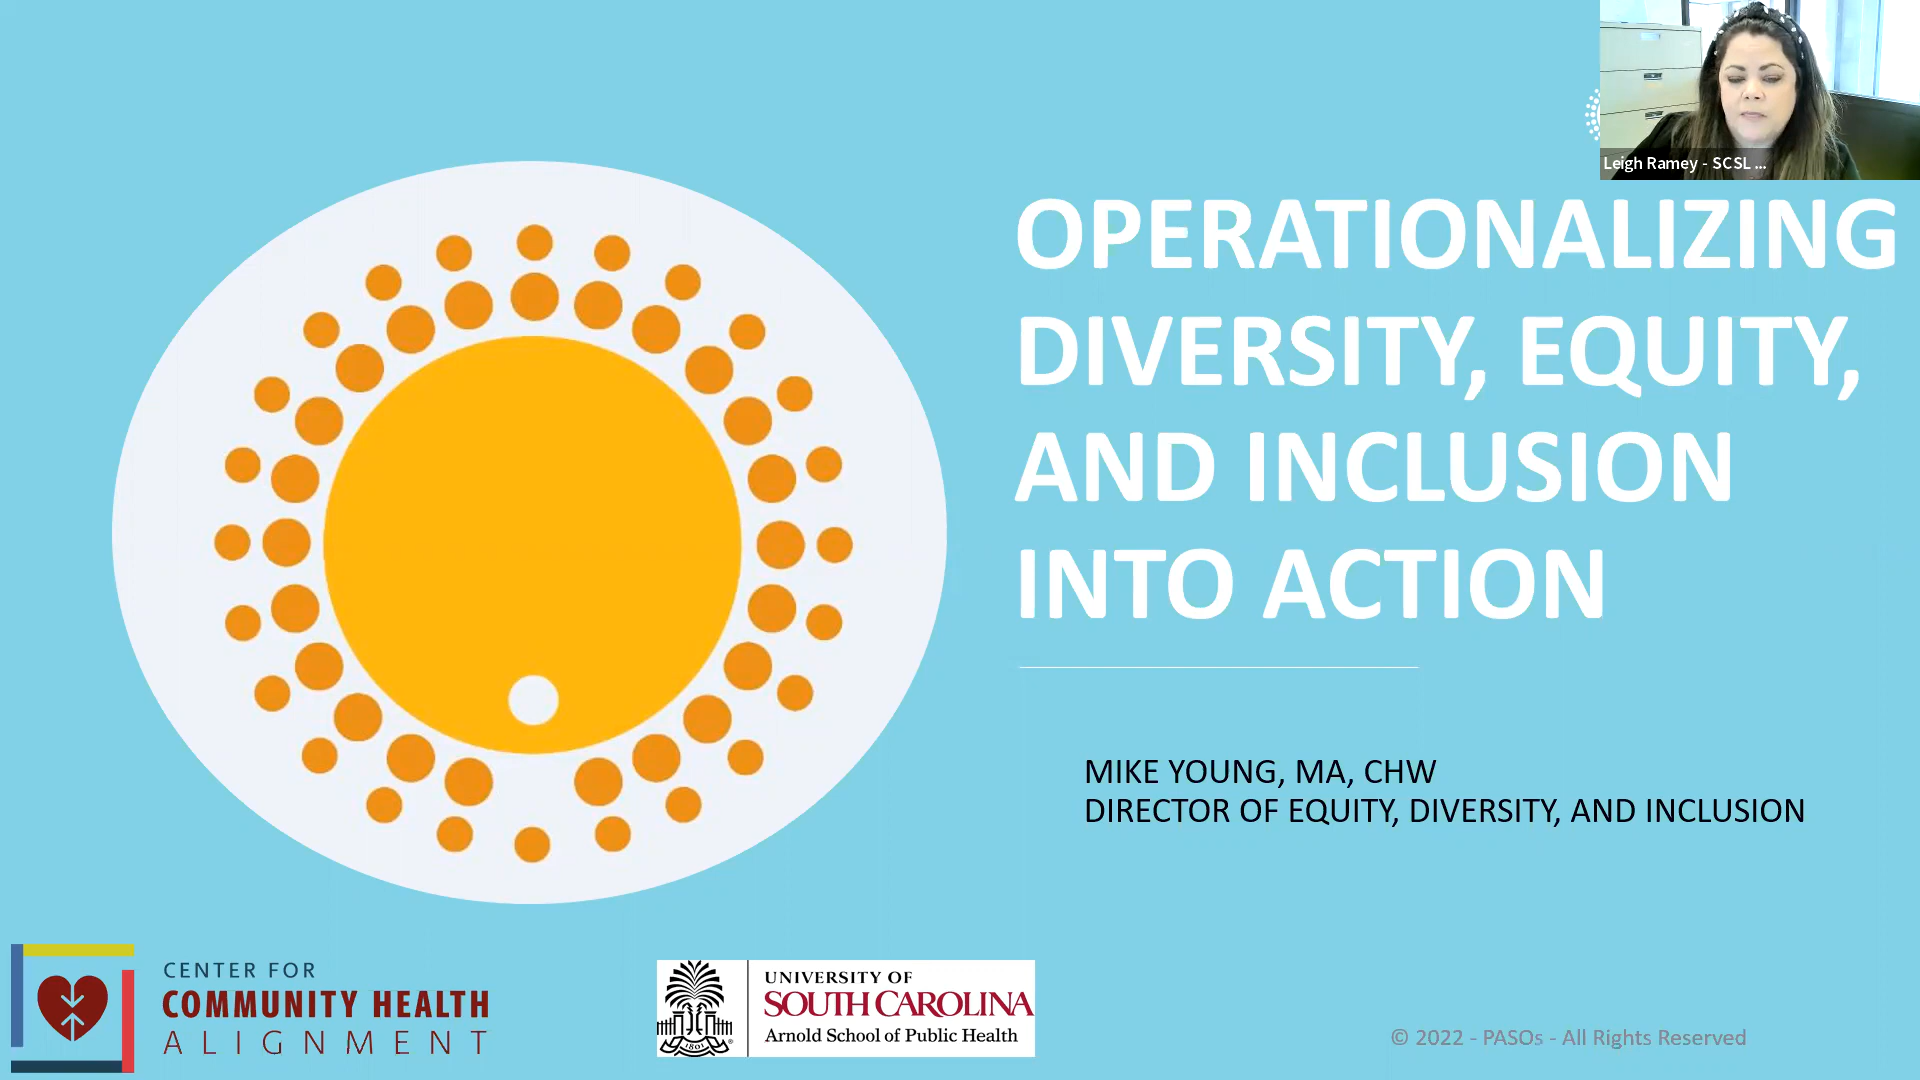 Leigh Ramey - SCSL ...
OPERATIONALIZING
DIVERSITY, EQUITY,
AND INCLUSION
INTO ACTION
MIKE YOUNG, MA, CHW
DIRECTOR OF EQUITY, DIVERSITY, AND INCLUSION
CENTER FOR
COMMUNITY HEALTH
ALIGNMENT
UNIVERSITY OF
SOUTH CAROLINA
Arnold School of Public Health
1801
© 2022 - PASOs - All Rights Reserved